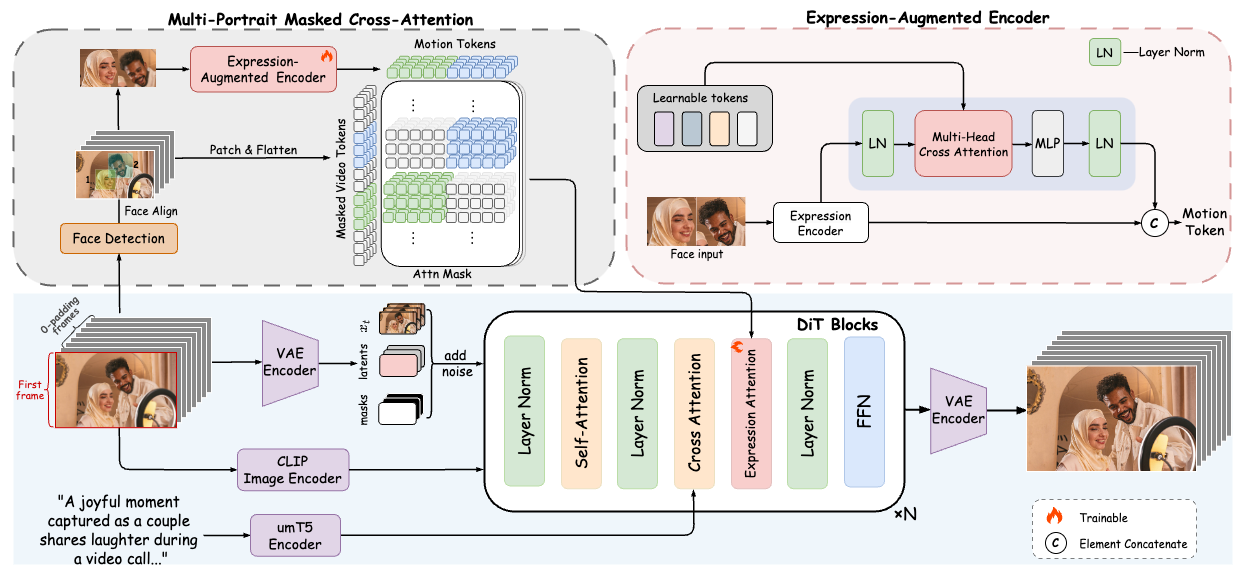 Multi-Portrait Masked Cross-Attention
Motion Tokens
Expression-
Augmented Encoder
Patch & Flatten
Masked Video Tokens
1
2
Face Align
Face Detection
Attn Mask
Expression-Augmented Encoder
LN
Layer Norm
Learnable tokens
LN
Multi-Head
Cross Attention
MLP
LN
Expression
Encoder
Face input
C
Motion
Token
0-padding
frames
First
frame
VAE
Encoder
x_t
latents
masks
add
noise
DiT Blocks
Layer Norm
Self-Attention
Layer Norm
Cross Attention
Expression Attention
Layer Norm
FFN
×N
VAE
Encoder
CLIP
Image Encoder
"A joyful moment
captured as a couple
shares laughter during
a video call..."
umT5
Encoder
Trainable
C
Element Concatenate